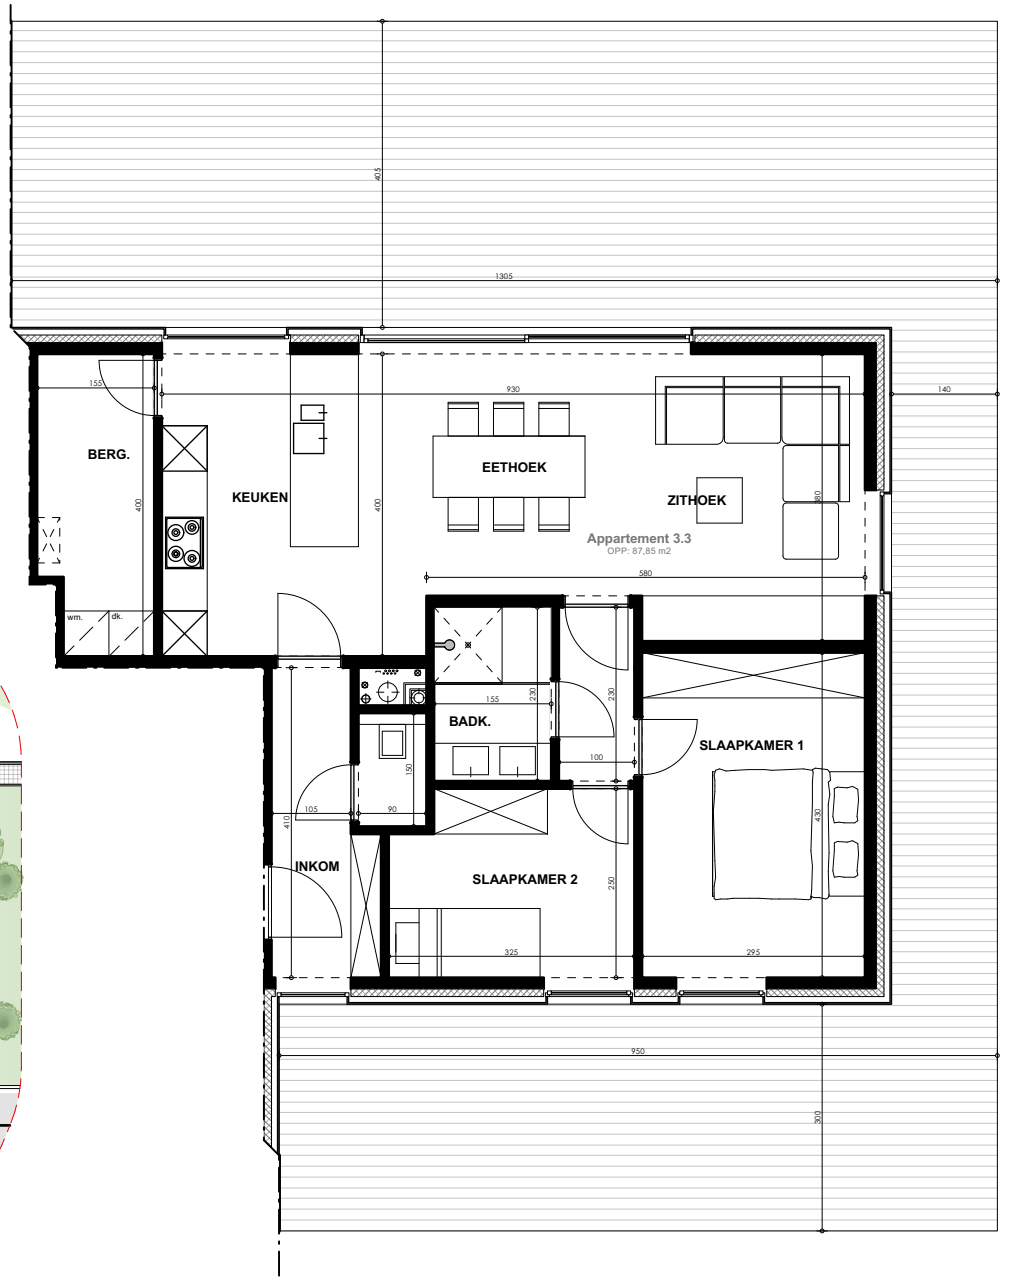 405
1305
155
930
140
BERG.
EETHOEK
KEUKEN
ZITHOEK
400
400
380
Appartement 3.3
OPP: 87,85 m2
580
wm.
dk.
155
230
230
BADK.
SLAAPKAMER 1
100
150
105
90
410
430
INKOM
SLAAPKAMER 2
250
325
295
950
300